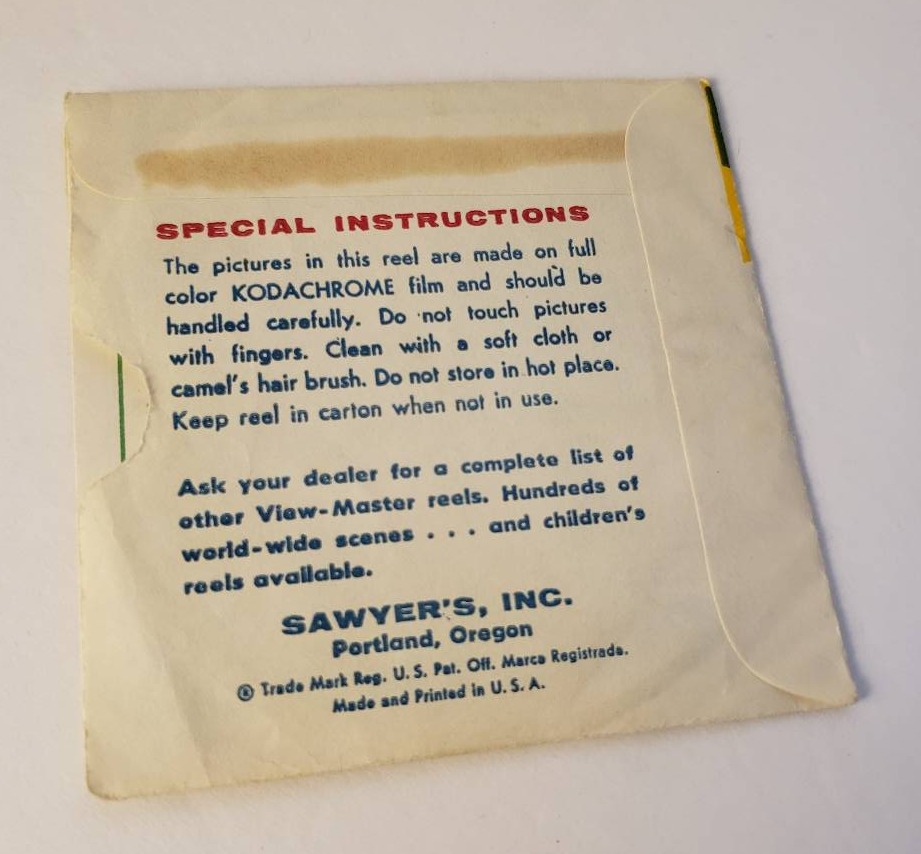 SPECIAL INSTRUCTIONS
The pictures in this reel are made on full
color KODACHROME film and should be
handled carefully. Do not touch pictures
with fingers. Clean with a soft cloth or
camel's hair brush. Do not store in hot place.
Keep reel in carton when not in use.
Ask your dealer for a complete list of
other View-Master reels. Hundreds of
world-wide scenes . . . and children's
reels available.
SAWYER'S, INC.
Portland, Oregon
® Trade Mark Reg. U. S. Pat. Off. Marca Registrada.
Made and Printed in U. S. A.